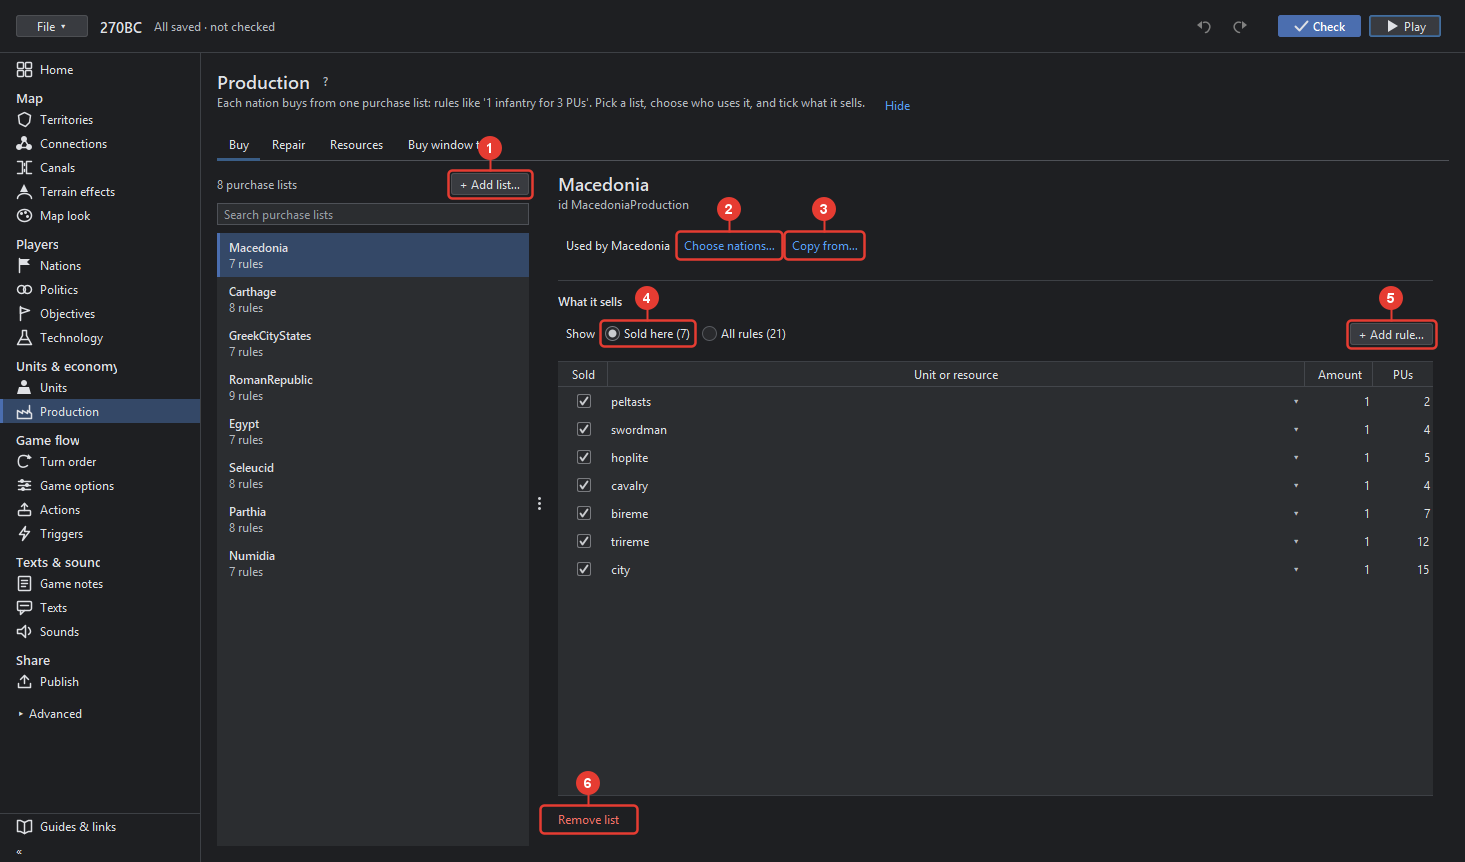 File
270BC
All saved · not checked
Check
Play
Home
Map
Territories
Connections
Canals
Terrain effects
Map look
Players
Nations
Politics
Objectives
Technology
Units & economy
Units
Production
Game flow
Turn order
Game options
Actions
Triggers
Texts & sound
Game notes
Texts
Sounds
Share
Publish
Advanced
Guides & links
«
Production ?
Each nation buys from one purchase list: rules like '1 infantry for 3 PUs'. Pick a list, choose who uses it, and tick what it sells. Hide
Buy Repair Resources Buy window
1
8 purchase lists + Add list...
Search purchase lists
Macedonia
7 rules
Carthage
8 rules
GreekCityStates
7 rules
RomanRepublic
9 rules
Egypt
7 rules
Seleucid
8 rules
Parthia
8 rules
Numidia
7 rules
Macedonia
id MacedoniaProduction
2 3
Used by Macedonia Choose nations... Copy from...
What it sells 4 5
Show Sold here (7) All rules (21) + Add rule...
Sold Unit or resource Amount PUs
peltasts 1 2
swordman 1 4
hoplite 1 5
cavalry 1 4
bireme 1 7
trireme 1 12
city 1 15
6
Remove list